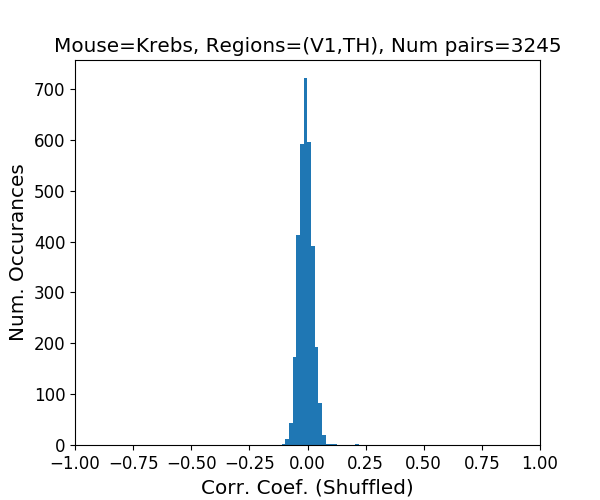 Mouse=Krebs, Regions=(V1,TH), Num pairs=3245
700
600
500
400
300
200
100
0
Num. Occurances
−1.00 −0.75 −0.50 −0.25 0.00 0.25 0.50 0.75 1.00
Corr. Coef. (Shuffled)